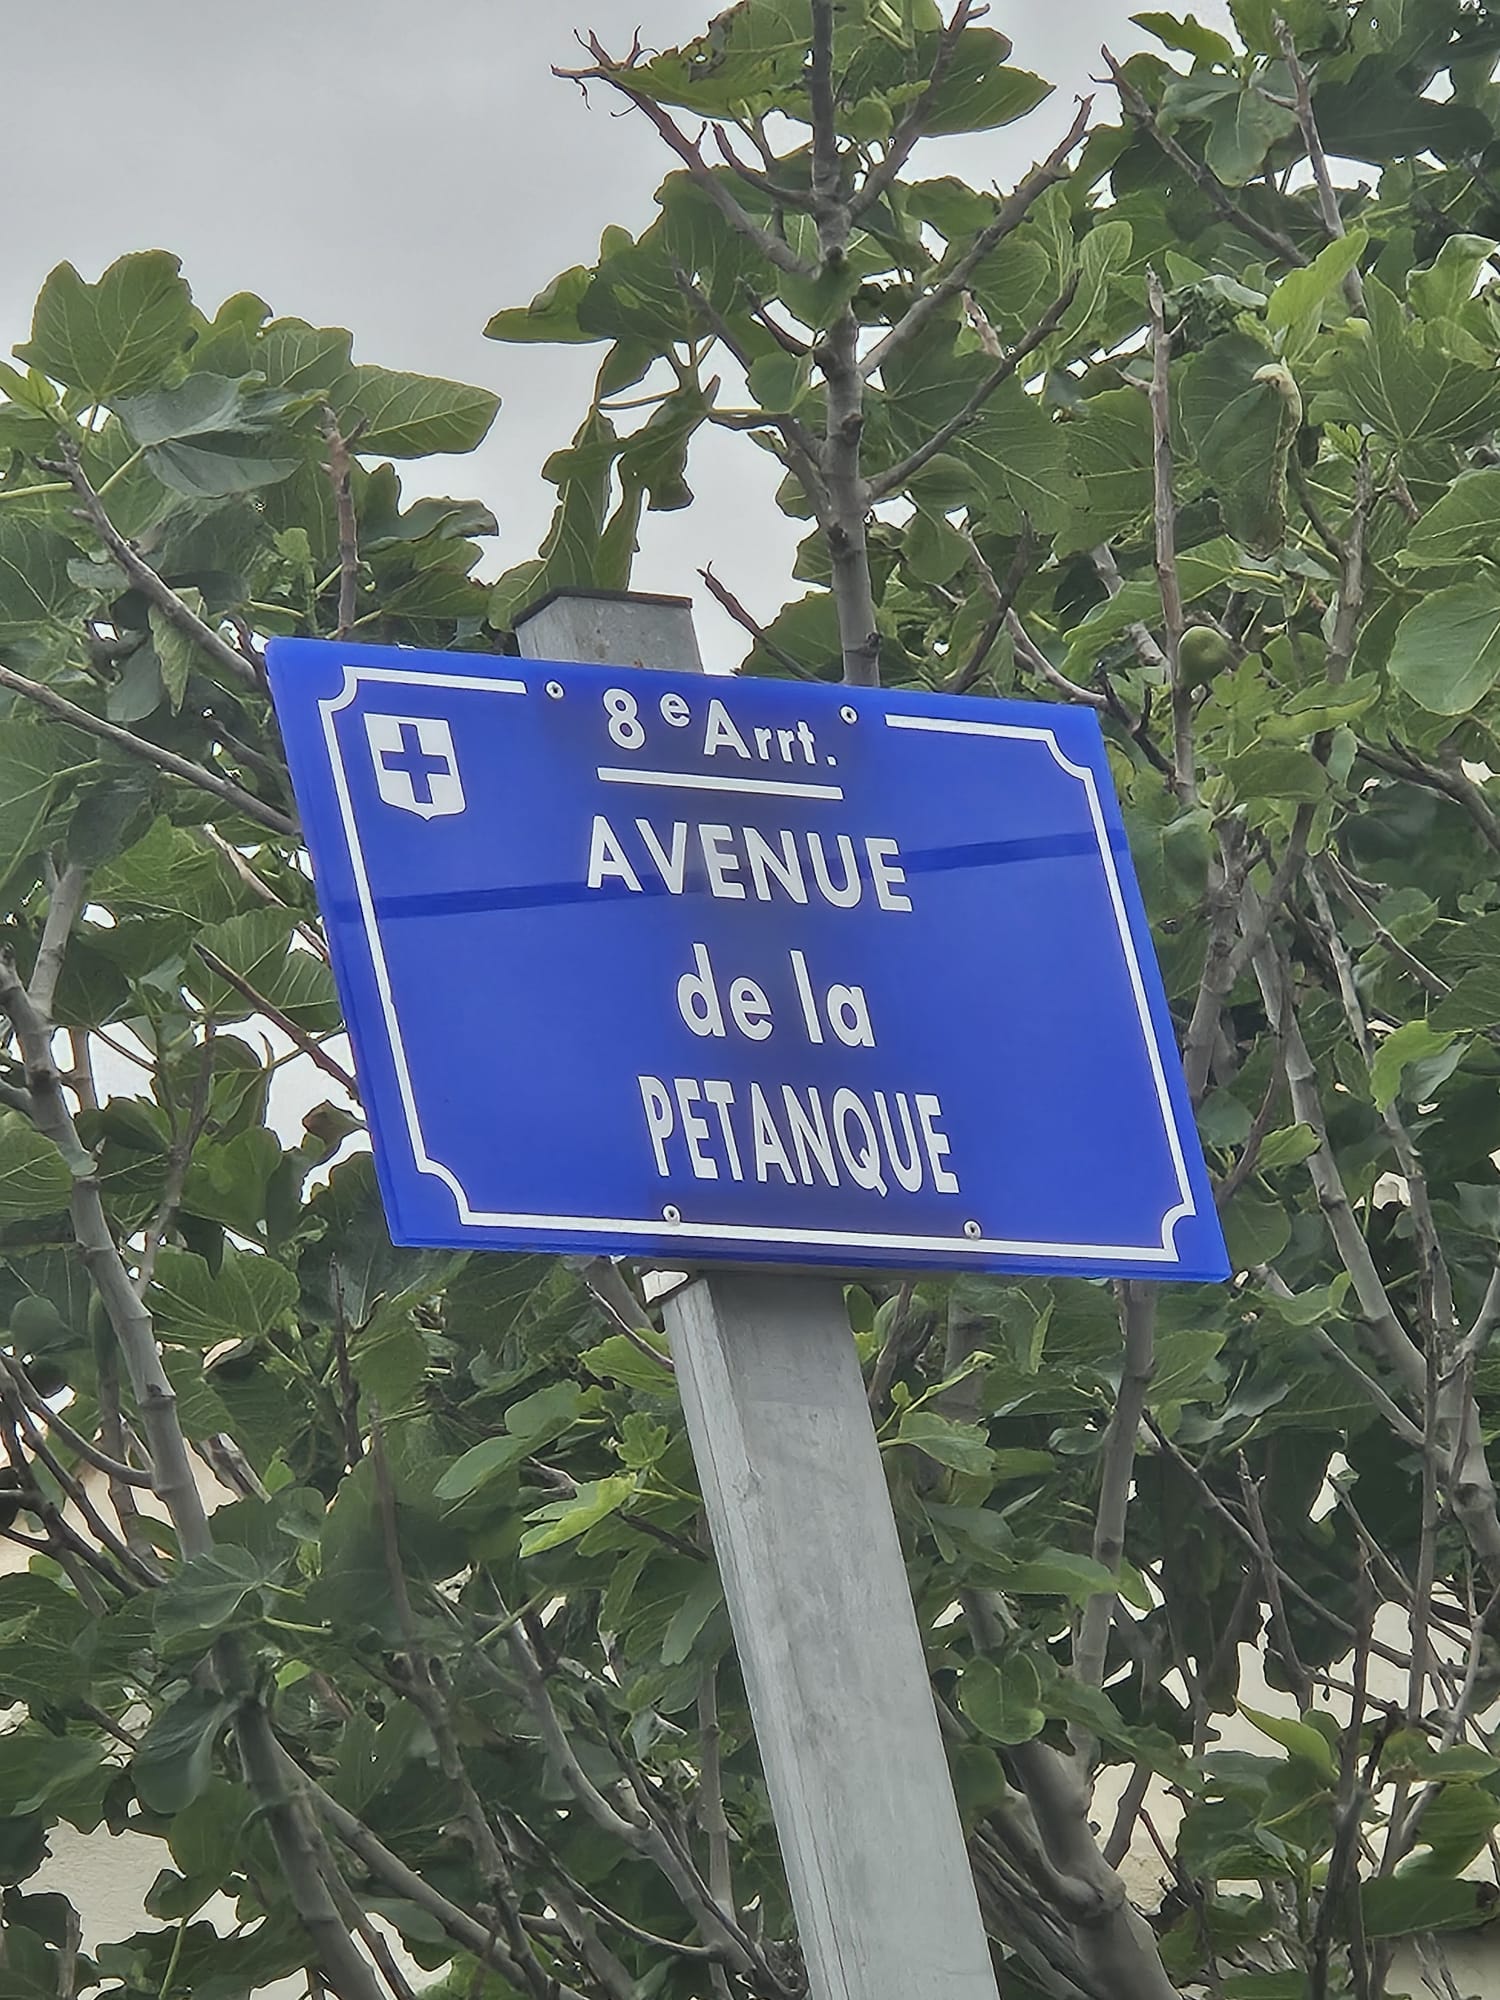 8e Arrt.
AVENUE
de la
PETANQUE